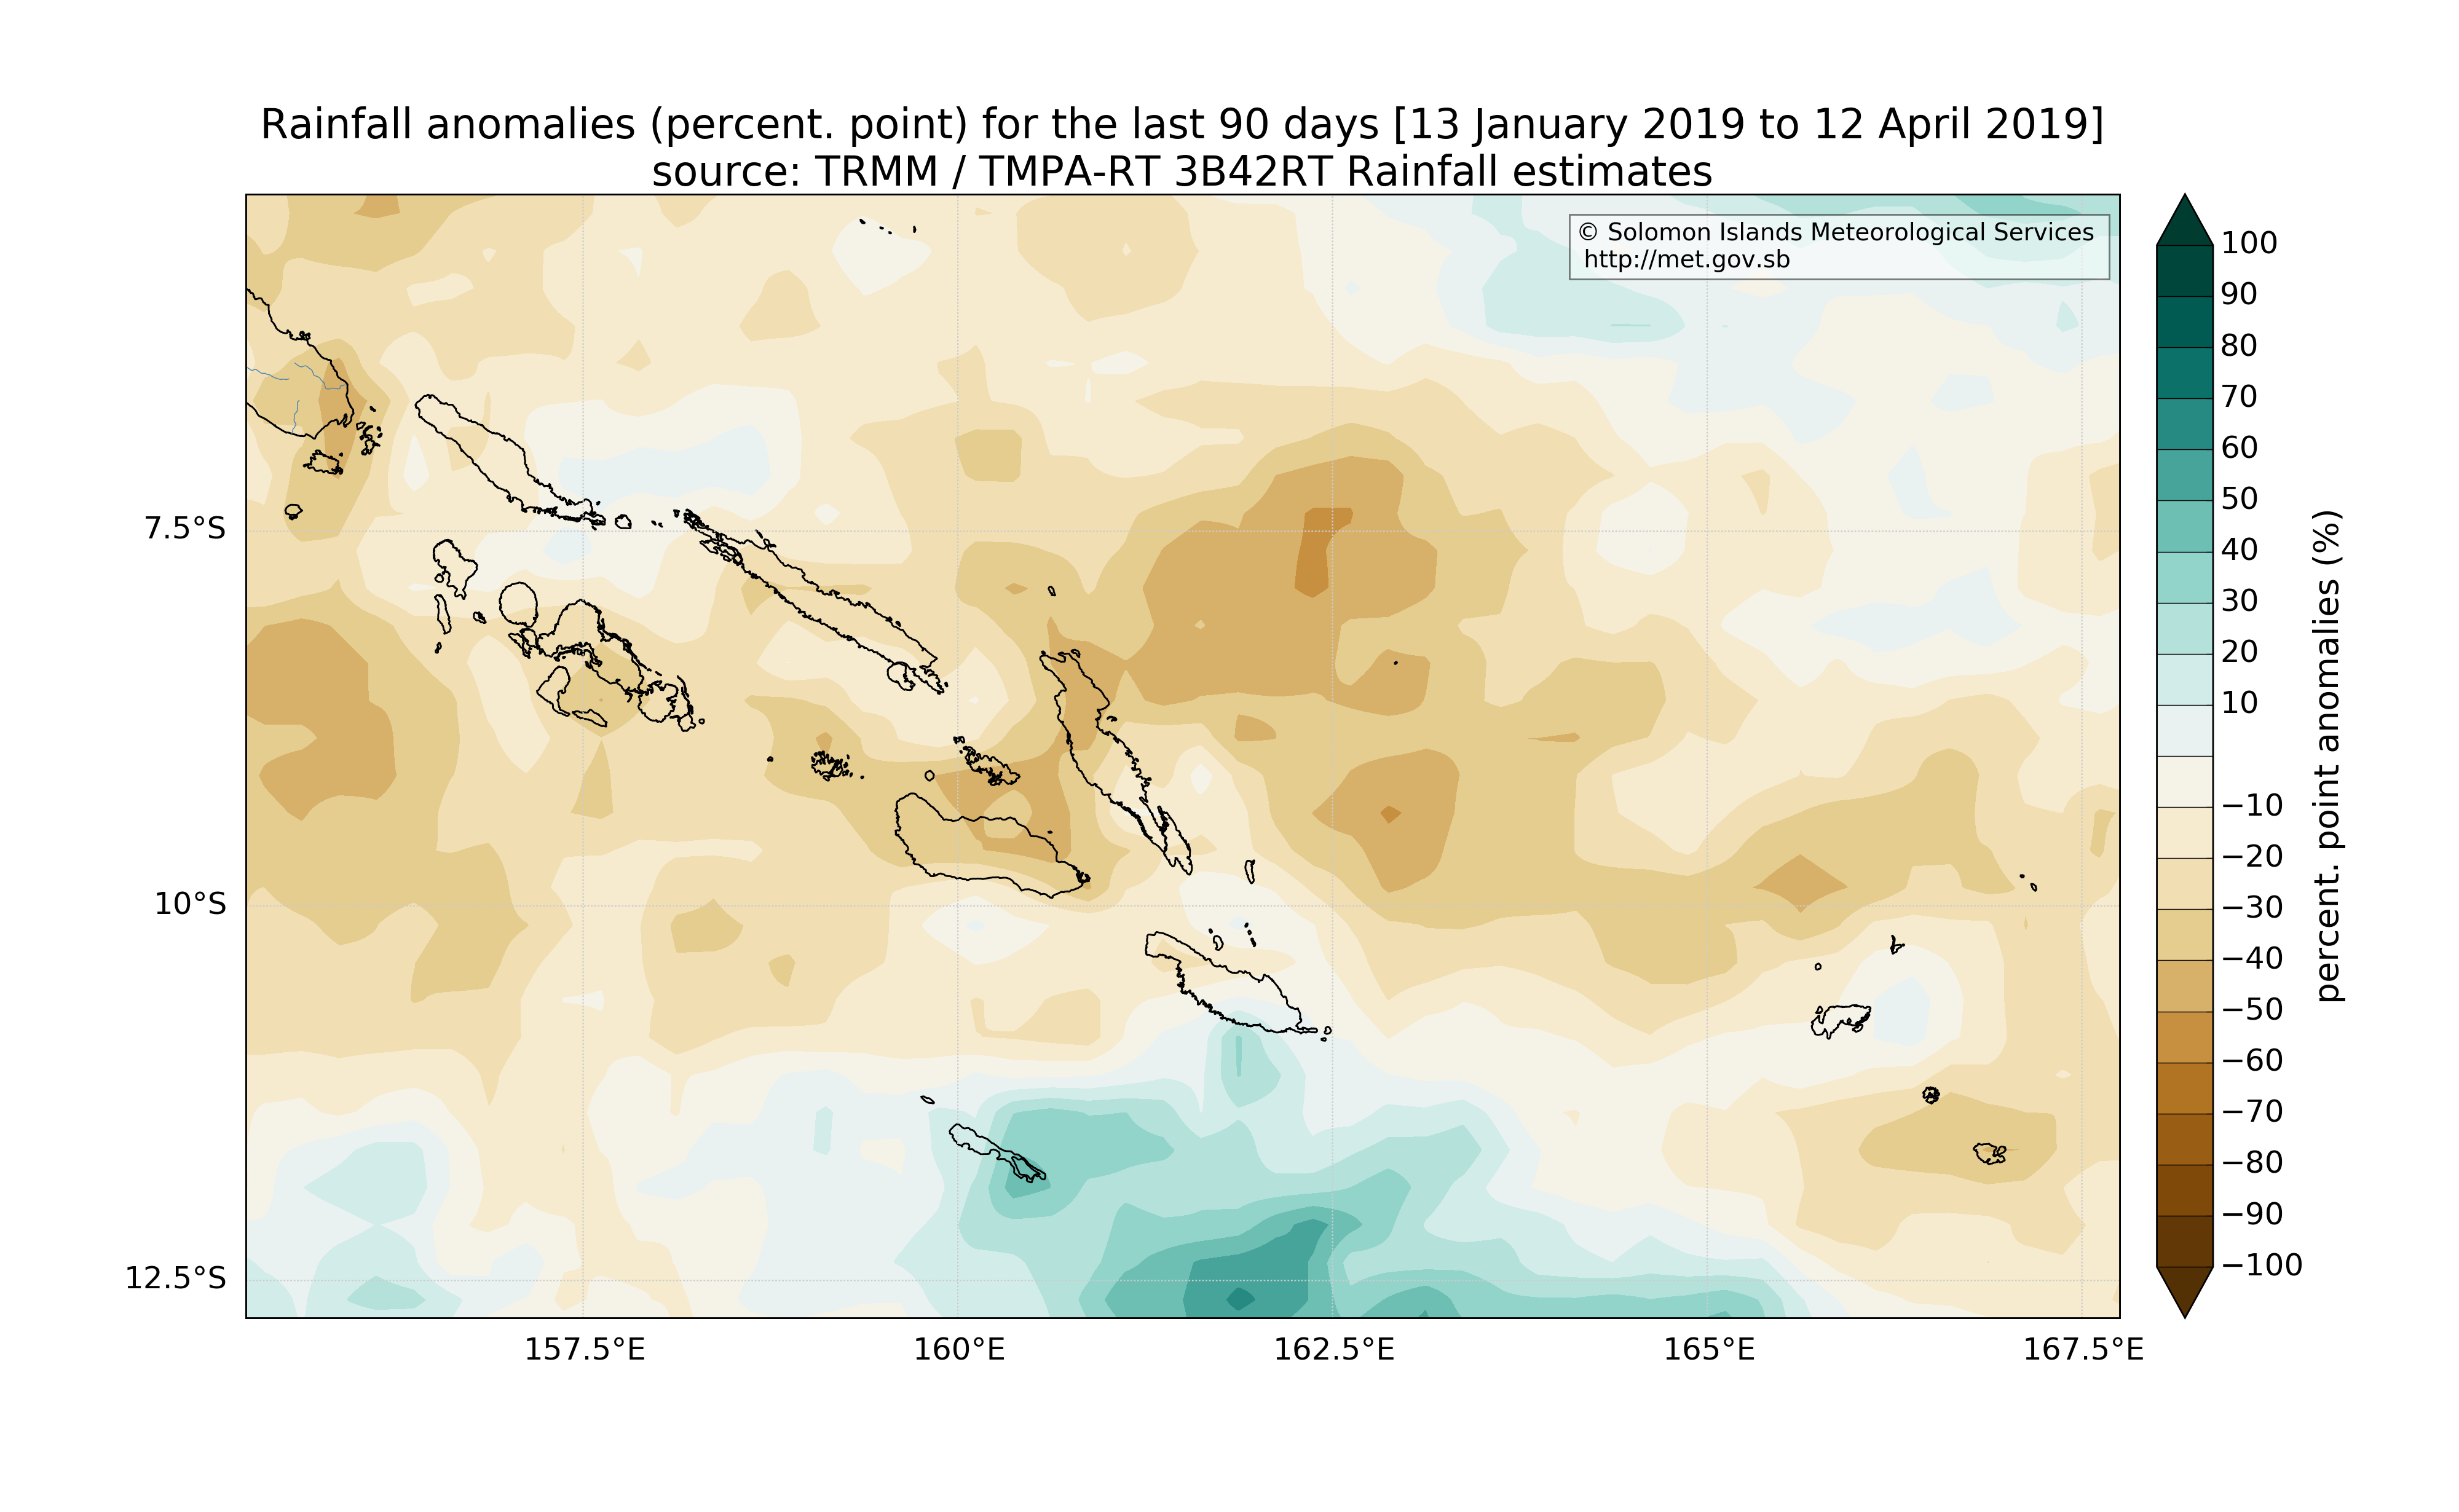 Rainfall anomalies (percent. point) for the last 90 days [13 January 2019 to 12 April 2019]
source: TRMM / TMPA-RT 3B42RT Rainfall estimates
© Solomon Islands Meteorological Services
http://met.gov.sb
7.5°S
10°S
12.5°S
157.5°E
160°E
162.5°E
165°E
167.5°E
100
90
80
70
60
50
40
30
20
10
−10
−20
−30
−40
−50
−60
−70
−80
−90
−100
percent. point anomalies (%)